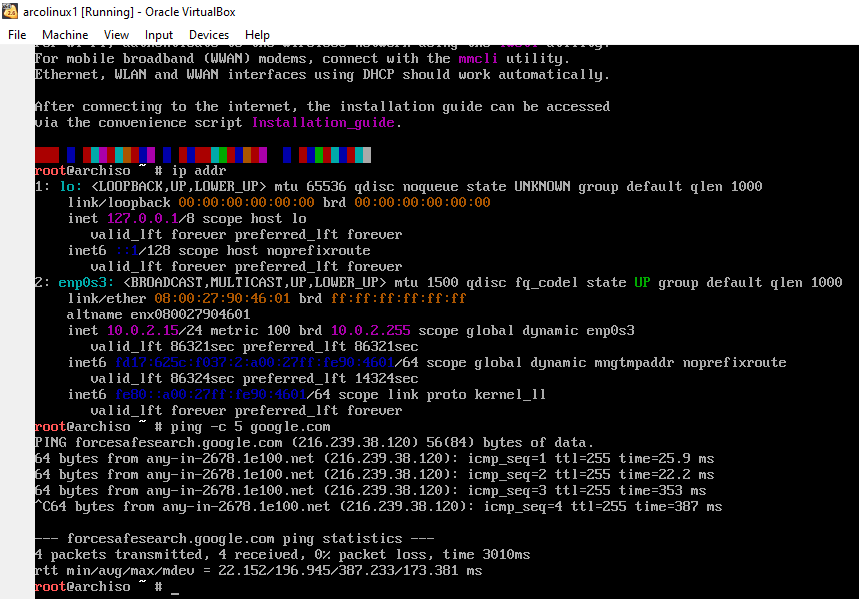 arcolinux1 [Running] - Oracle VirtualBox
File Machine View Input Devices Help
For mobile broadband (WWAN) modems, connect with the mmcli utility.
Ethernet, WLAN and WWAN interfaces using DHCP should work automatically.
After connecting to the internet, the installation guide can be accessed
via the convenience script Installation_guide.
root@archiso ~ # ip addr
1: lo: <LOOPBACK,UP,LOWER_UP> mtu 65536 qdisc noqueue state UNKNOWN group default qlen 1000
link/loopback 00:00:00:00:00:00 brd 00:00:00:00:00:00
inet 127.0.0.1/8 scope host lo
valid_lft forever preferred_lft forever
inet6 ::1/128 scope host noprefixroute
valid_lft forever preferred_lft forever
2: enp0s3: <BROADCAST,MULTICAST,UP,LOWER_UP> mtu 1500 qdisc fq_codel state UP group default qlen 1000
link/ether 08:00:27:90:46:01 brd ff:ff:ff:ff:ff:ff
altname enx080027904601
inet 10.0.2.15/24 metric 100 brd 10.0.2.255 scope global dynamic enp0s3
valid_lft 86321sec preferred_lft 86321sec
inet6 fd17:625c:f037:2:a00:27ff:fe90:4601/64 scope global dynamic mngtmpaddr noprefixroute
valid_lft 86324sec preferred_lft 14324sec
inet6 fe80::a00:27ff:fe90:4601/64 scope link proto kernel_ll
valid_lft forever preferred_lft forever
root@archiso ~ # ping -c 5 google.com
PING forcesafesearch.google.com (216.239.38.120) 56(84) bytes of data.
64 bytes from any-in-2678.1e100.net (216.239.38.120): icmp_seq=1 ttl=255 time=25.9 ms
64 bytes from any-in-2678.1e100.net (216.239.38.120): icmp_seq=2 ttl=255 time=22.2 ms
64 bytes from any-in-2678.1e100.net (216.239.38.120): icmp_seq=3 ttl=255 time=353 ms
^C64 bytes from any-in-2678.1e100.net (216.239.38.120): icmp_seq=4 ttl=255 time=387 ms
--- forcesafesearch.google.com ping statistics ---
4 packets transmitted, 4 received, 0% packet loss, time 3010ms
rtt min/avg/max/mdev = 22.152/196.945/387.233/173.381 ms
root@archiso ~ # _